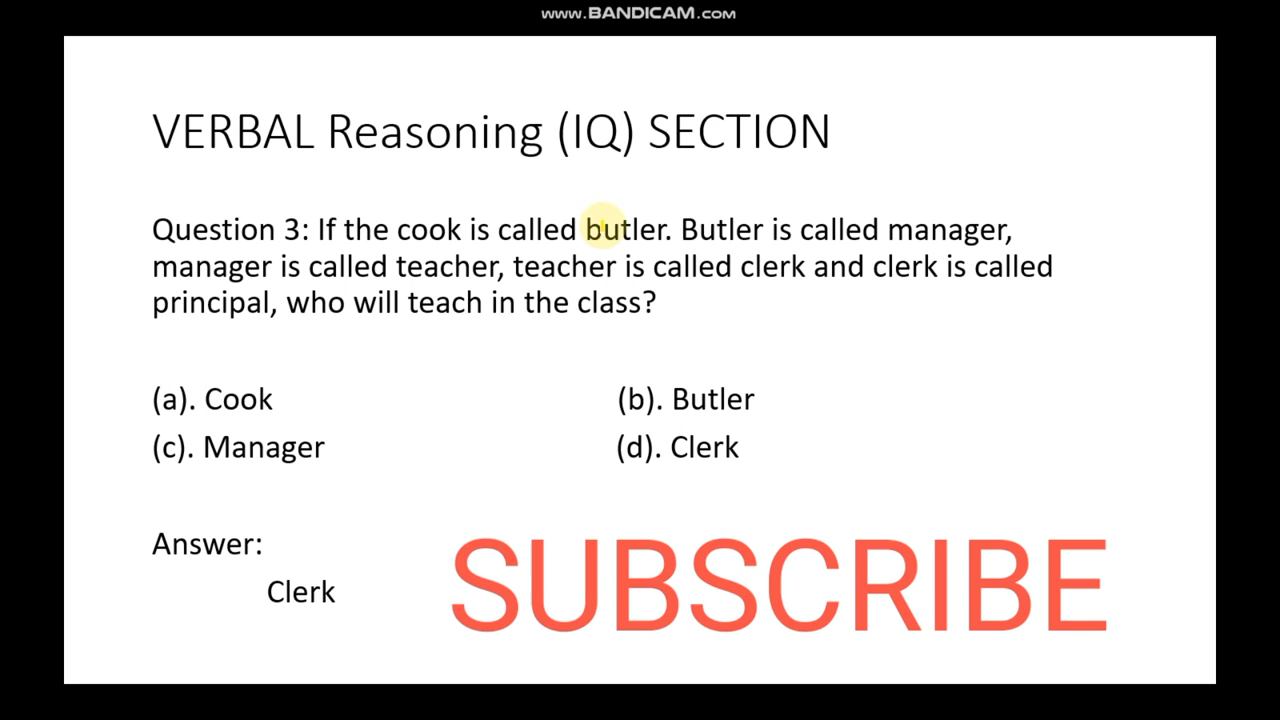 WWW.BANDICAM.COM
VERBAL Reasoning (IQ) SECTION
Question 3: If the cook is called butler. Butler is called manager,
manager is called teacher, teacher is called clerk and clerk is called
principal, who will teach in the class?
(a). Cook (b). Butler
(c). Manager (d). Clerk
Answer:
Clerk
SUBSCRIBE